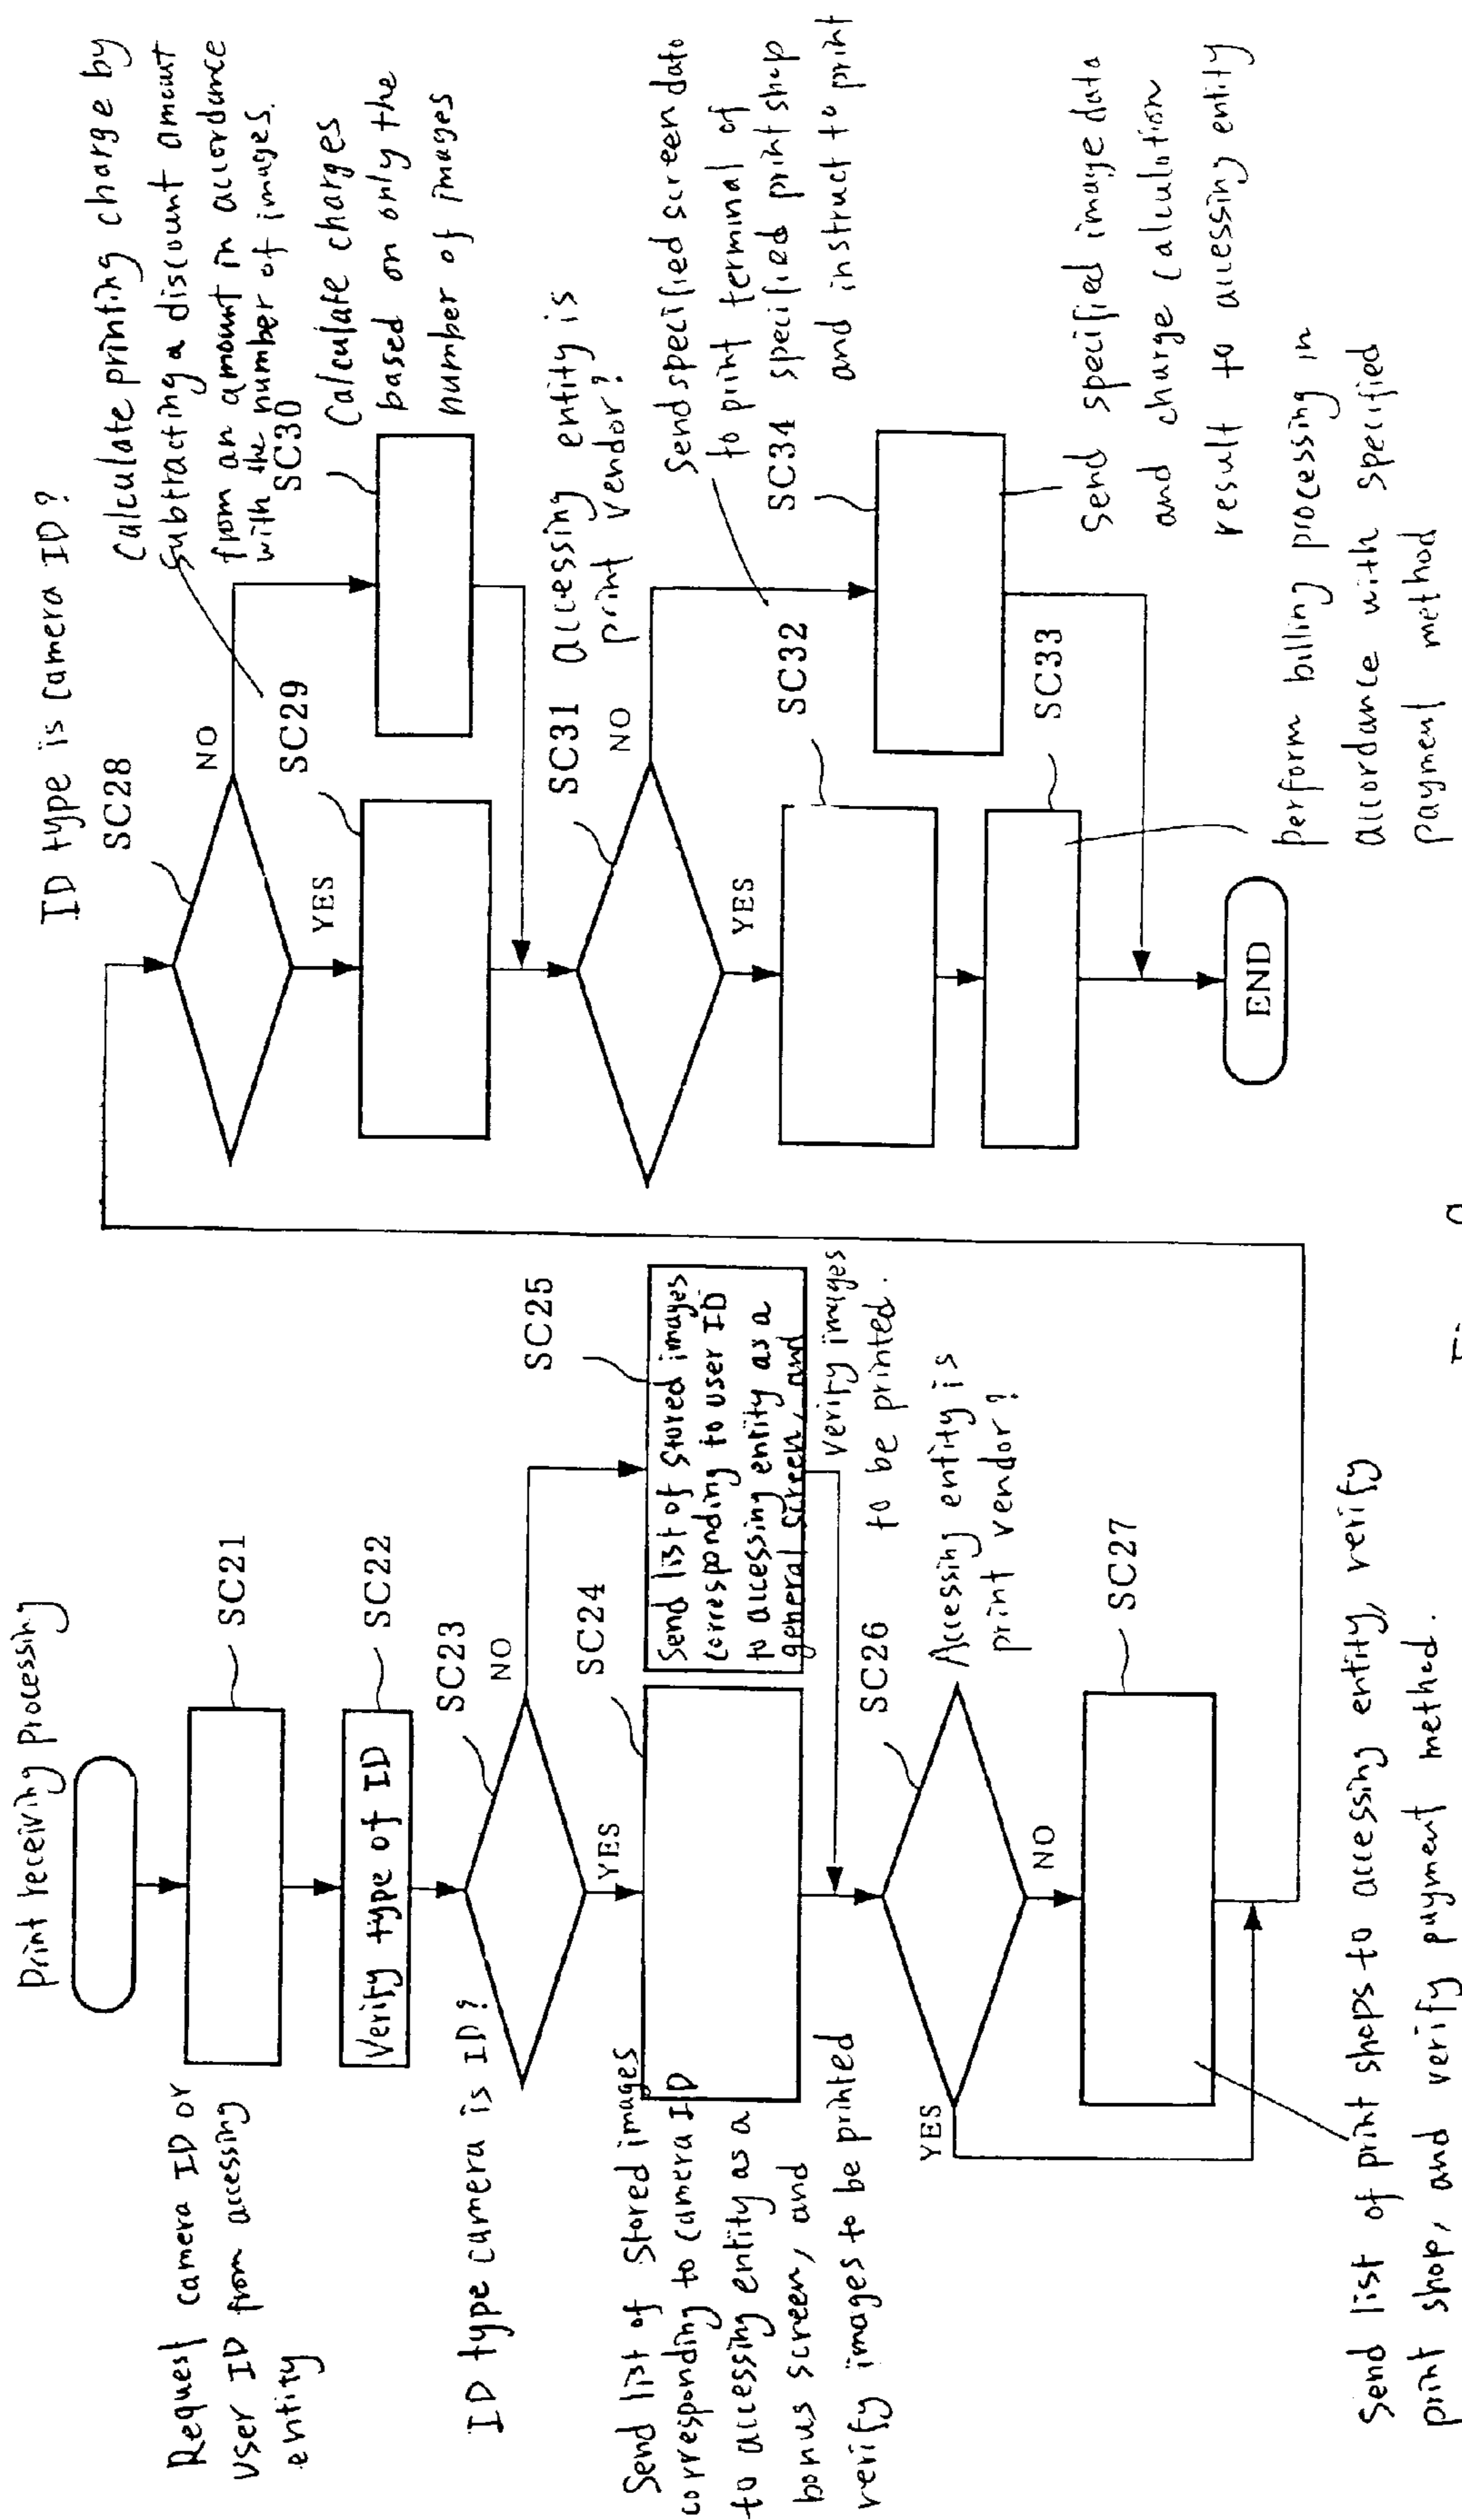 Print receiving processing
SC21
Request camera ID or
user ID from accessing
entity
SC22
Verify type of ID
SC23
ID type camera is ID?
NO
YES
SC24
Send list of stored images
corresponding to camera ID
to accessing entity as a
bonus screen, and
verify images to be printed
SC25
Send list of stored images
corresponding to user ID
to accessing entity as a
general screen, and
verify images
to be printed.
SC26
Accessing entity is
print vendor?
YES
NO
SC27
Send list of print shops to accessing entity, verify
print shop, and verify payment method.
ID type is camera ID?
SC28
NO
YES
SC29
Calculate printing charge by
subtracting a discount amount
from an amount in accordance
with the number of images.
SC30
Calculate charges
based on only the
number of images
SC31
accessing entity is
print vendor?
NO
YES
SC32
Send specified screen data
to print terminal of
specified print shop
and instruct to print
SC34
Send specified image data
and charge calculation
result to accessing entity
SC33
Perform billing processing in
accordance with specified
payment method
END